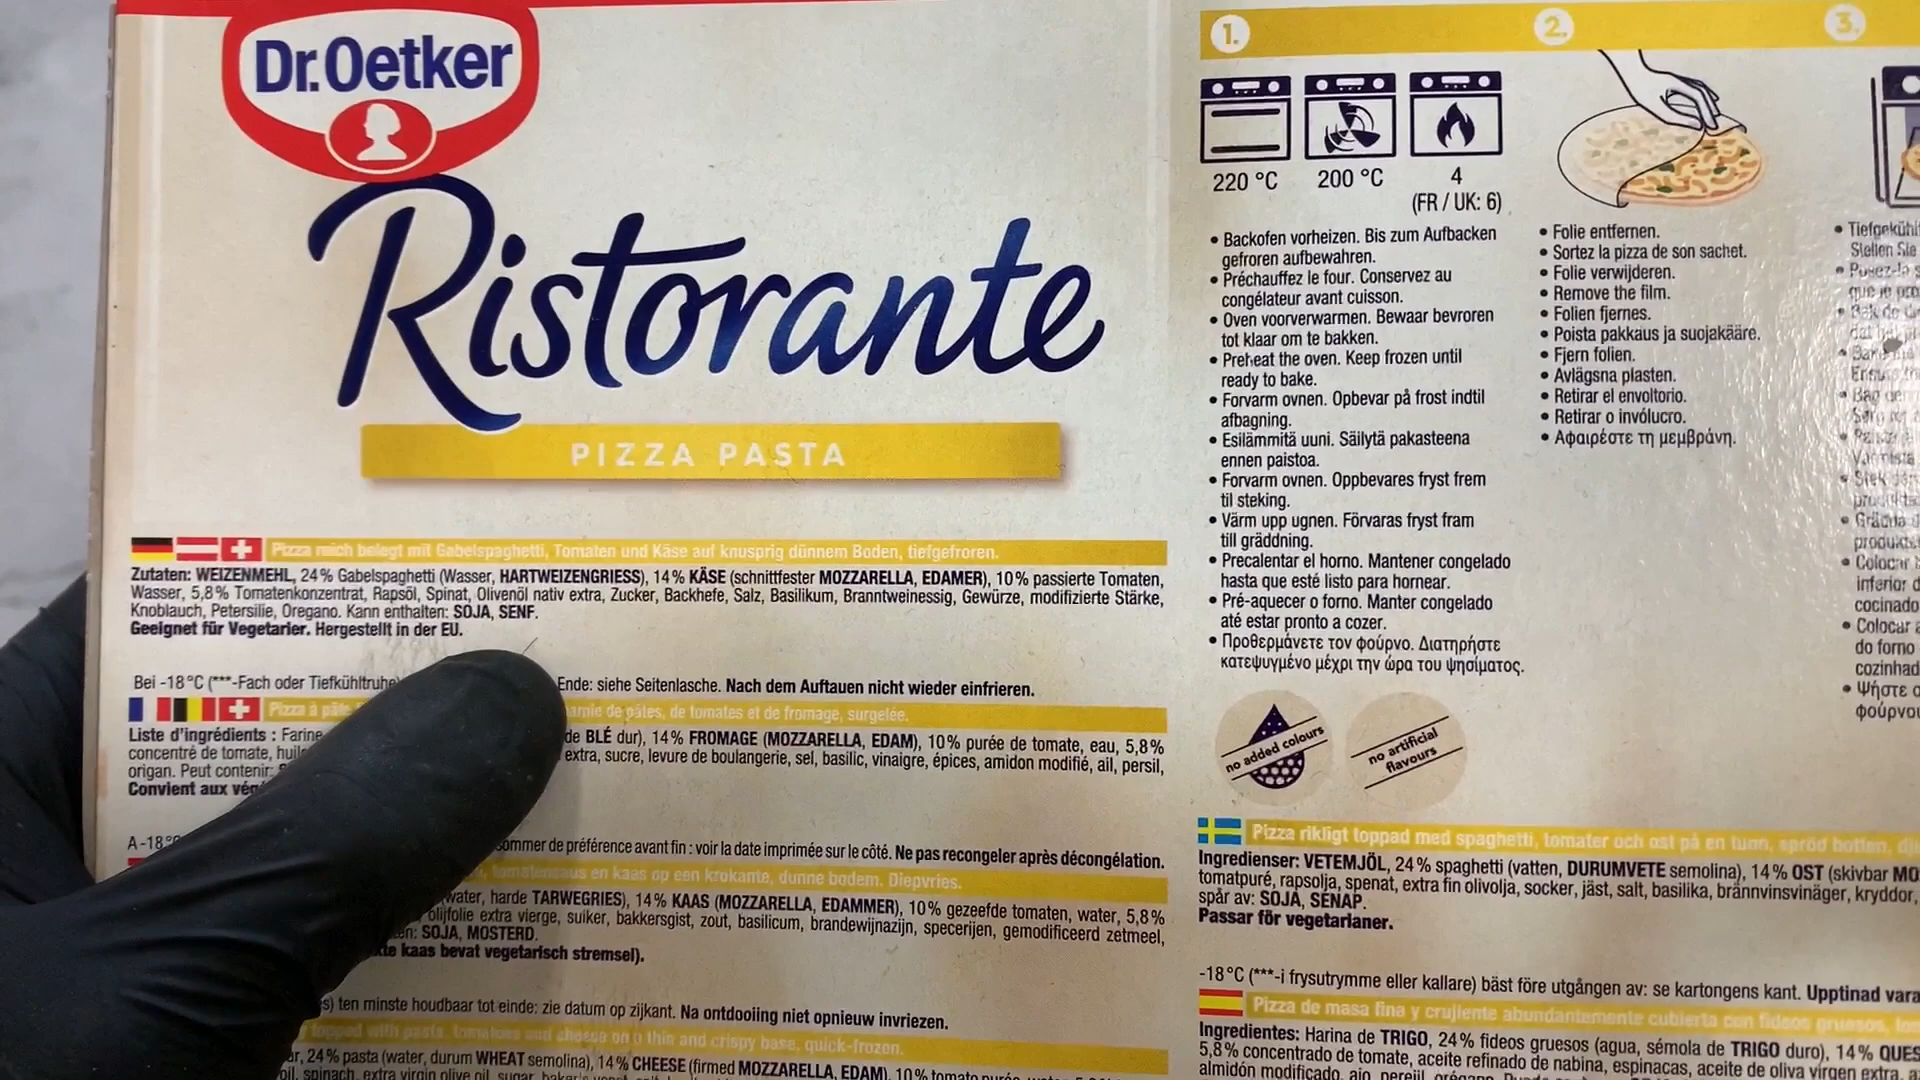 Dr. Oetker
Ristorante
PIZZA PASTA
Pizza reich belegt mit Gabelspaghetti, Tomaten und Käse auf knusprig dünnem Boden, tiefgefroren.
Zutaten: WEIZENMEHL, 24% Gabelspaghetti (Wasser, HARTWEIZENGRIESS), 14% KÄSE (schnittfester MOZZARELLA, EDAMER), 10% passierte Tomaten,
Wasser, 5,8% Tomatenkonzentrat, Rapsöl, Spinat, Olivenöl nativ extra, Zucker, Backhefe, Salz, Basilikum, Branntweinessig, Gewürze, modifizierte Stärke,
Knoblauch, Petersilie, Oregano. Kann enthalten: SOJA, SENF.
Geeignet für Vegetarier. Hergestellt in der EU.
Bei -18°C (***-Fach oder Tiefkühltruhe) Ende: siehe Seitenlasche. Nach dem Auftauen nicht wieder einfrieren.
Pizza à pâte de pâtes, de tomates et de fromage, surgelée.
Liste d'ingrédients : Farine de BLÉ dur), 14% FROMAGE (MOZZARELLA, EDAM), 10% purée de tomate, eau, 5,8%
concentré de tomate, huile extra, sucre, levure de boulangerie, sel, basilic, vinaigre, épices, amidon modifié, ail, persil,
origan. Peut contenir:
Convient aux
A -18°C de préférence avant fin : voir la date imprimée sur le côté. Ne pas recongeler après décongélation.
tomatensaus en kaas op een krokante, dunne bodem. Diepvries.
(water, harde TARWEGRIES), 14% KAAS (MOZZARELLA, EDAMMER), 10% gezeefde tomaten, water, 5,8%
olijfolie extra vierge, suiker, bakkersgist, zout, basilicum, brandewijnazijn, specerijen, gemodificeerd zetmeel,
SOJA, MOSTERD.
kaas bevat vegetarisch stremsel).
ten minste houdbaar tot einde: zie datum op zijkant. Na ontdooiing niet opnieuw invriezen.
topped with pasta, tomatoes and cheese on a thin and crispy base, quick-frozen.
24% pasta (water, durum WHEAT semolina), 14% CHEESE (firmed MOZZARELLA, EDAM), 10% tomato
oil, spinach, extra virgin olive oil, sugar,
1.
220 °C
200 °C
4
(FR / UK: 6)
• Backofen vorheizen. Bis zum Aufbacken
gefroren aufbewahren.
• Préchauffez le four. Conservez au
congélateur avant cuisson.
• Oven voorverwarmen. Bewaar bevroren
tot klaar om te bakken.
• Preheat the oven. Keep frozen until
ready to bake.
• Forvarm ovnen. Opbevar på frost indtil
afbagning.
• Esilämmitä uuni. Säilytä pakasteena
ennen paistoa.
• Forvarm ovnen. Oppbevares fryst frem
til steking.
• Värm upp ugnen. Förvaras fryst fram
till gräddning.
• Precalentar el horno. Mantener congelado
hasta que esté listo para hornear.
• Pré-aquecer o forno. Manter congelado
até estar pronto a cozer.
• Προθερμάνετε τον φούρνο. Διατηρήστε
κατεψυγμένο μέχρι την ώρα του ψησίματος.
2.
• Folie entfernen.
• Sortez la pizza de son sachet.
• Folie verwijderen.
• Remove the film.
• Folien fjernes.
• Poista pakkaus ja suojakääre.
• Fjern folien.
• Avlägsna plasten.
• Retirar el envoltorio.
• Retirar o invólucro.
• Αφαιρέστε τη μεμβράνη.
3.
Stellen Sie
• Colocar
inferior
cocinado
• Colocar
do forno
cozinhad
• Ψήστε
φούρνου
no added colours
no artificial
flavours
Pizza rikligt toppad med spaghetti, tomater och ost på en tunn, spröd botten,
Ingredienser: VETEMJÖL, 24% spaghetti (vatten, DURUMVETE semolina), 14% OST (skivbar MO
tomatpuré, rapsolja, spenat, extra fin olivolja, socker, jäst, salt, basilika, brännvinsvinäger, kryddor,
spår av: SOJA, SENAP.
Passar för vegetarianer.
-18°C (***-i frysutrymme eller kallare) bäst före utgången av: se kartongens kant. Upptinad vara
Pizza de masa fina y crujiente abundantemente cubierta con fideos gruesos,
Ingredientes: Harina de TRIGO, 24% fideos gruesos (agua, sémola de TRIGO duro), 14% QUES
5,8% concentrado de tomate, aceite refinado de nabina, espinacas, aceite de oliva virgen extra,
almidón modificado, ajo, perejil, orégano.